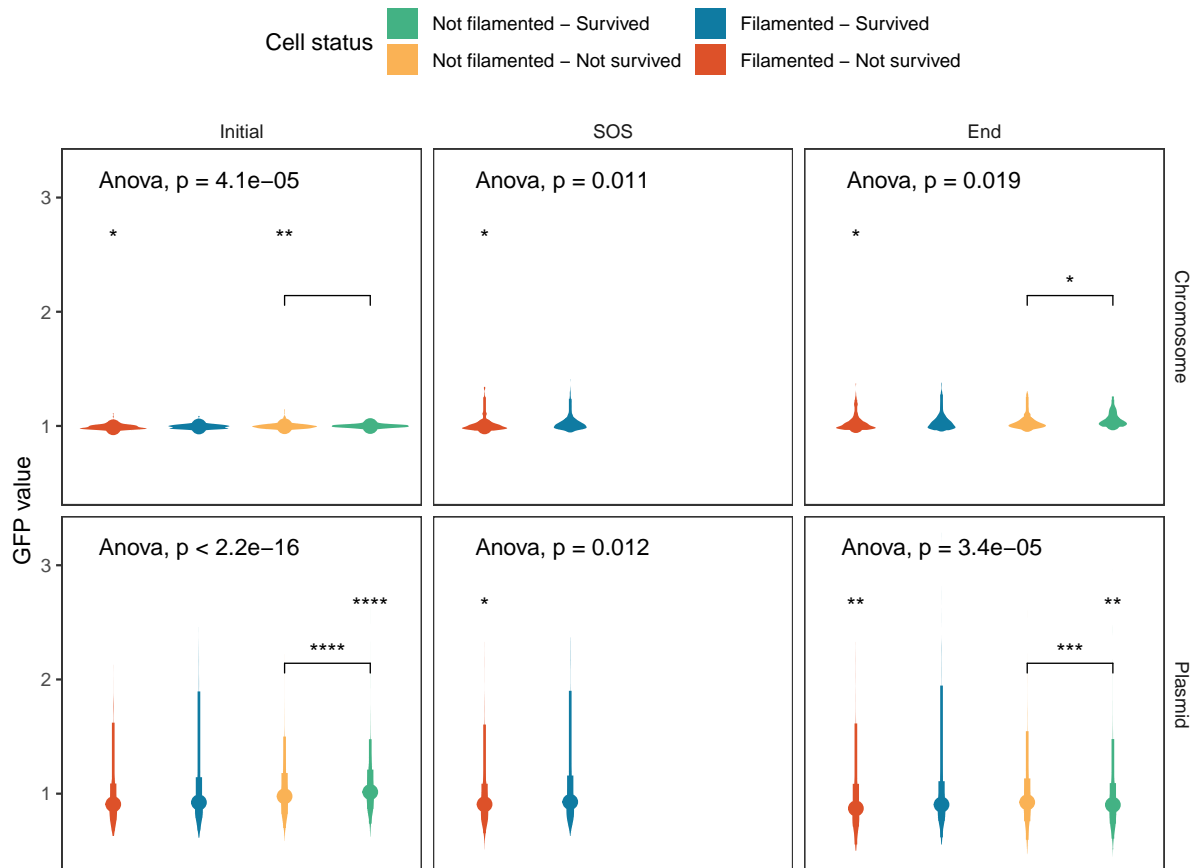 Cell status
Not filamented − Survived
Filamented − Survived
Not filamented − Not survived
Filamented − Not survived
Initial
SOS
End
Anova, p = 4.1e−05
Anova, p = 0.011
Anova, p = 0.019
3
*
**
*
*
*
2
1
Chromosome
GFP value
Anova, p < 2.2e−16
Anova, p = 0.012
Anova, p = 3.4e−05
3
****
*
**
**
****
***
2
1
Plasmid